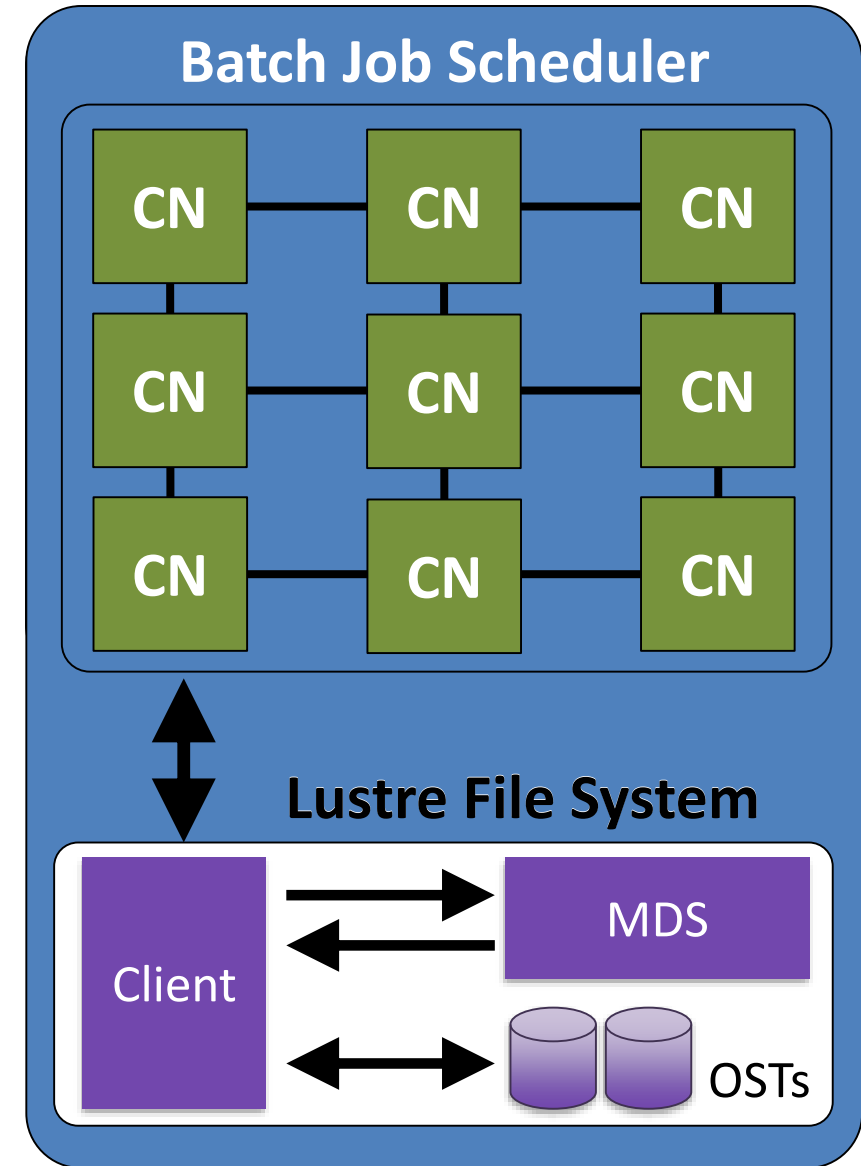 Batch Job Scheduler
CN CN CN
CN CN CN
CN CN CN
Lustre File System
Client
MDS
OSTs